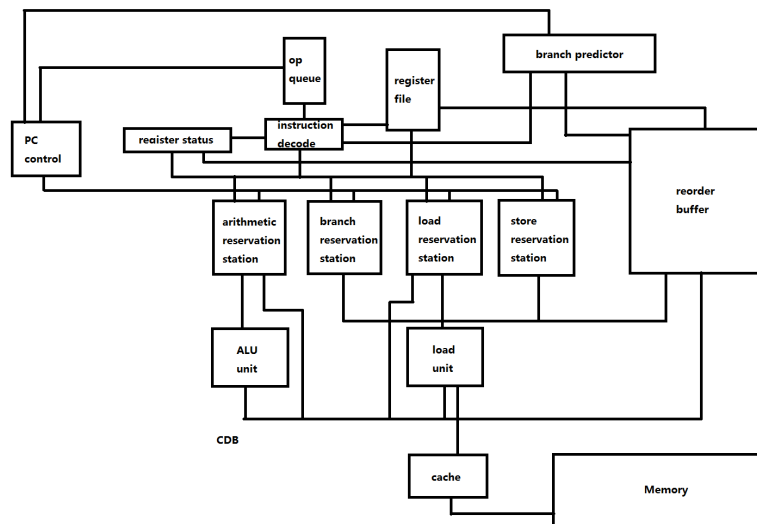 op
queue
branch predictor
register
file
PC
control
register status
instruction
decode
reorder
buffer
arithmetic
reservation
station
branch
reservation
station
load
reservation
station
store
reservation
station
ALU
unit
load
unit
CDB
cache
Memory